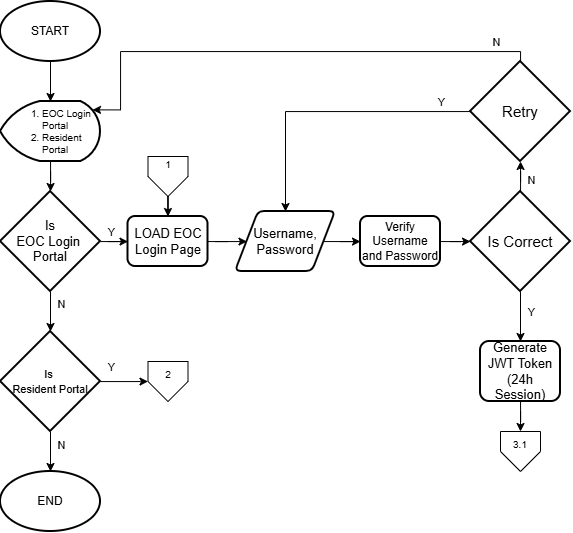 START
N
1. EOC Login
Portal
2. Resident
Portal
Y
Retry
1
N
Is
EOC Login
Portal
Y
LOAD EOC
Login Page
Username,
Password
Verify
Username
and Password
Is Correct
N
Y
Is
Resident Portal
Y
2
Generate
JWT Token
(24h
Session)
N
3.1
END